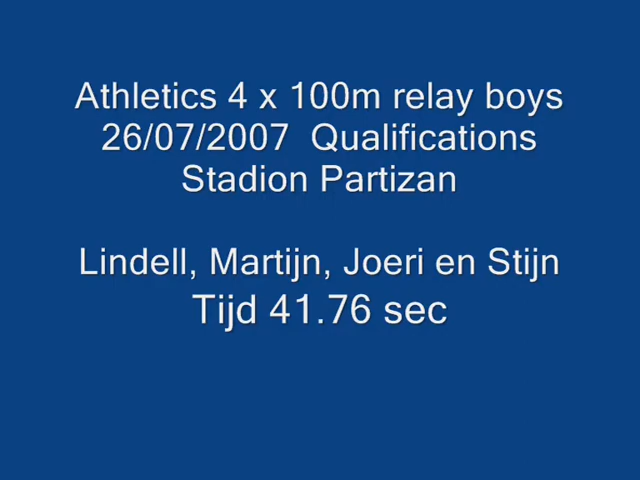 Athletics 4 x 100m relay boys
26/07/2007 Qualifications
Stadion Partizan
Lindell, Martijn, Joeri en Stijn
Tijd 41.76 sec